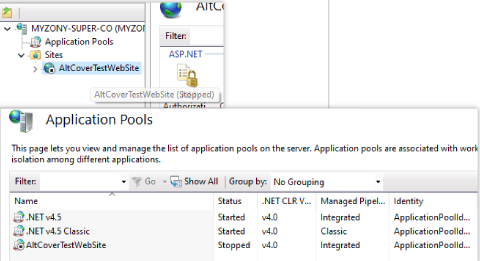 MYZONY-SUPER-CO (MYZON
Application Pools
Sites
AltCoverTestWebSite
AltCoverTestWebSite (Stopped)
AltCo
Filter:
ASP.NET
Application Pools
This page lets you view and manage the list of application pools on the server. Application pools are associated with work
isolation among different applications.
Filter: Go Show All Group by: No Grouping
Name Status .NET CLR V... Managed Pipel... Identity
.NET v4.5 Started v4.0 Integrated ApplicationPoolId...
.NET v4.5 Classic Started v4.0 Classic ApplicationPoolId...
AltCoverTestWebSite Stopped v4.0 Integrated ApplicationPoolId...